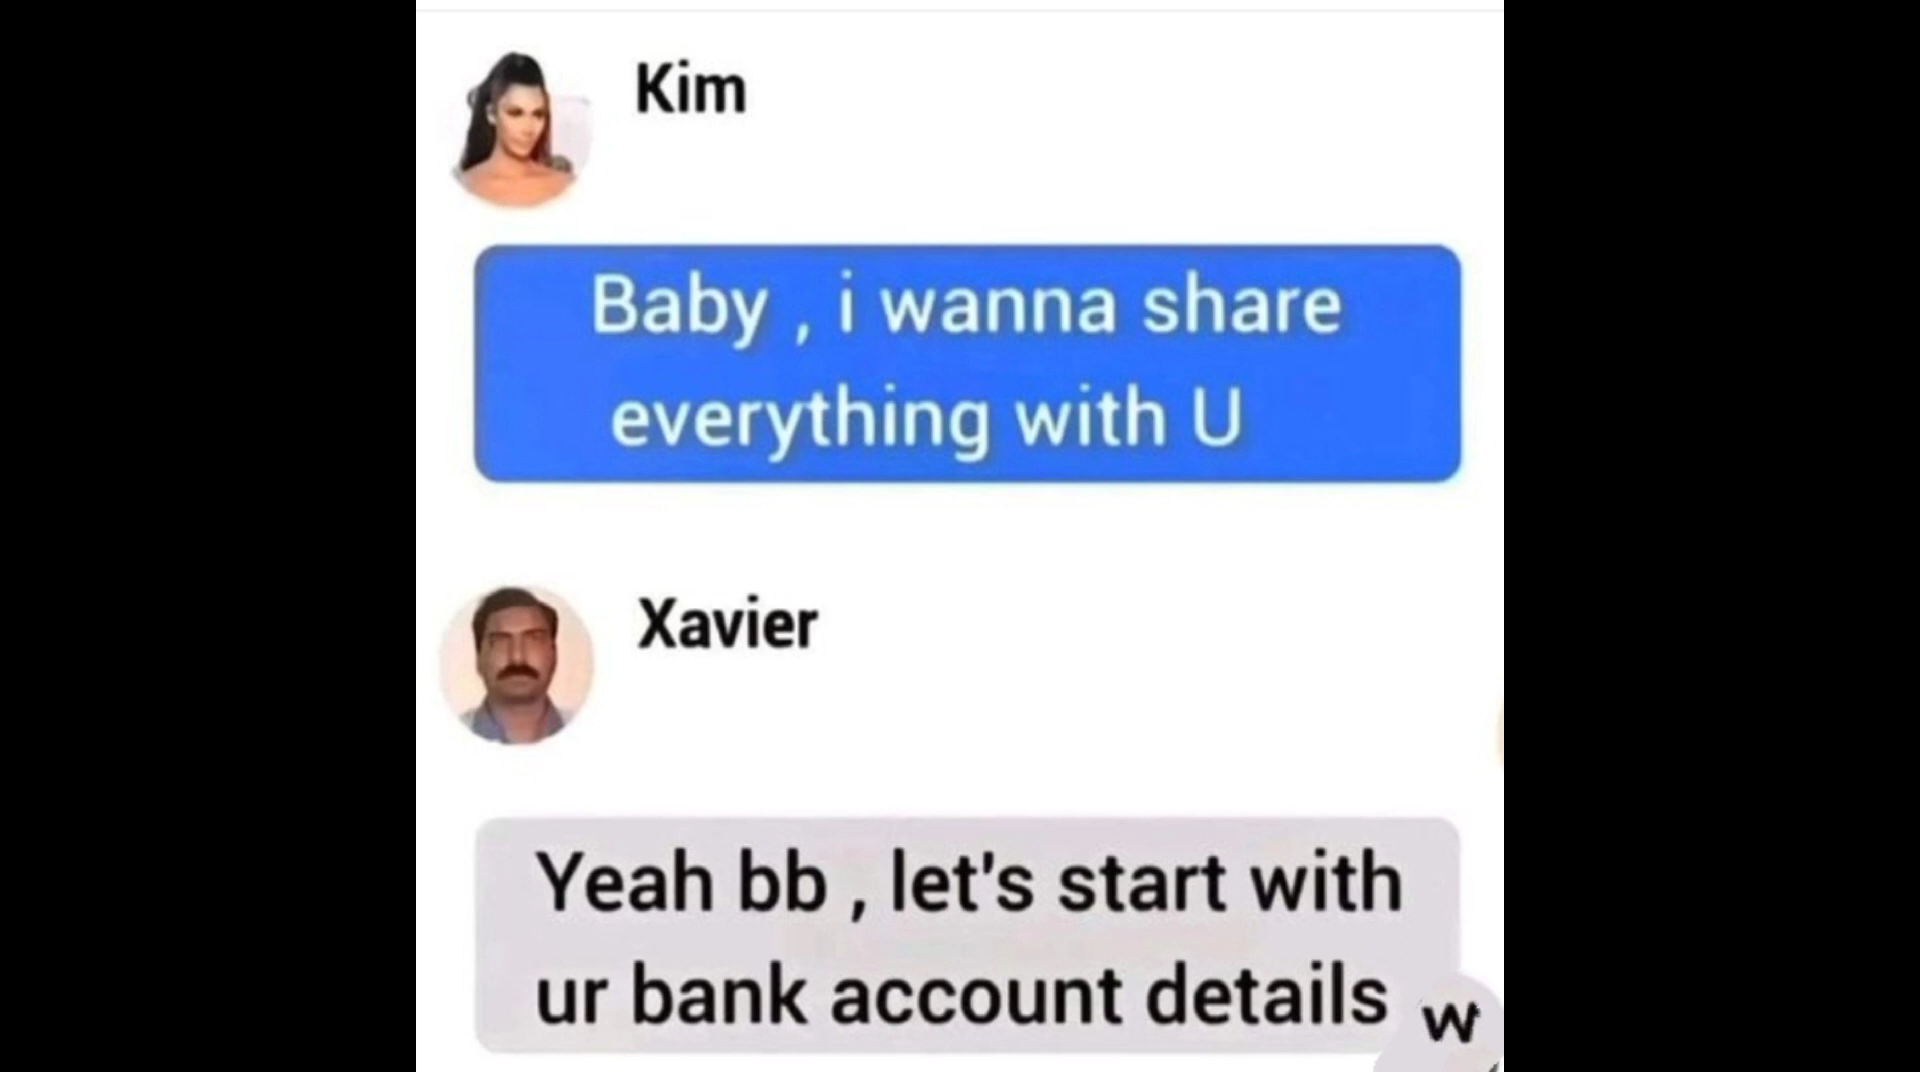 Kim
Baby , i wanna share
everything with U
Xavier
Yeah bb , let's start with
ur bank account details
W